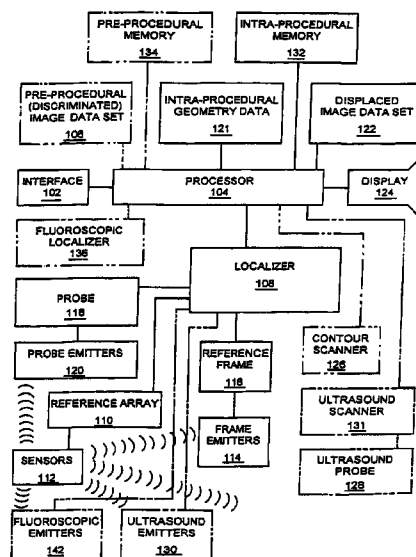 PRE-PROCEDURAL
MEMORY
134
INTRA-PROCEDURAL
MEMORY
132
PRE-PROCEDURAL
(DISCRIMINATED)
IMAGE DATA SET
106
INTRA-PROCEDURAL
GEOMETRY DATA
121
DISPLACED
IMAGE DATA SET
122
INTERFACE
102
PROCESSOR
104
DISPLAY
124
FLUOROSCOPIC
LOCALIZER
136
LOCALIZER
108
PROBE
118
PROBE EMITTERS
120
REFERENCE
FRAME
116
CONTOUR
SCANNER
126
REFERENCE ARRAY
110
ULTRASOUND
SCANNER
131
SENSORS
112
FRAME
EMITTERS
114
ULTRASOUND
PROBE
128
FLUOROSCOPIC
EMITTERS
142
ULTRASOUND
EMITTERS
130